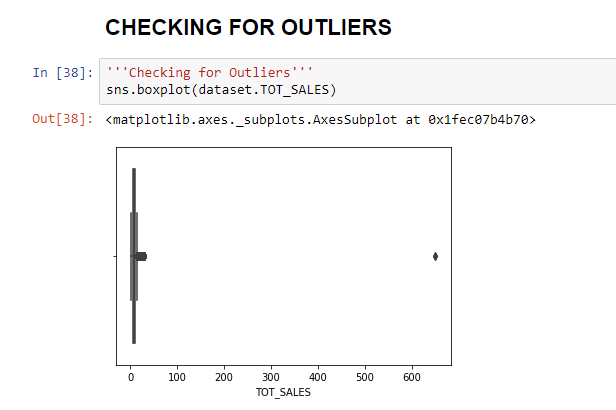 CHECKING FOR OUTLIERS
In [38]: '''Checking for Outliers'''
sns.boxplot(dataset.TOT_SALES)
Out[38]: <matplotlib.axes._subplots.AxesSubplot at 0x1fec07b4b70>
0 100 200 300 400 500 600
TOT_SALES